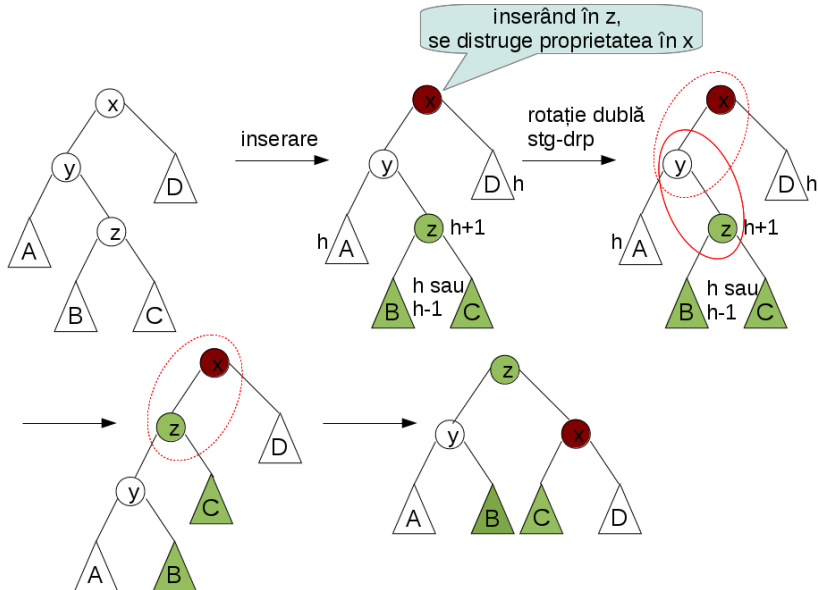 inserând în z,
se distruge proprietatea în x
x
y
D
z
A
B
C
inserare
x
y
D h
z h+1
h A
h sau
h-1
B
C
rotație dublă
stg-drp
x
y
D h
z h+1
h A
h sau
h-1
B
C
x
z
D
y
C
A
B
z
y
x
A
B
C
D